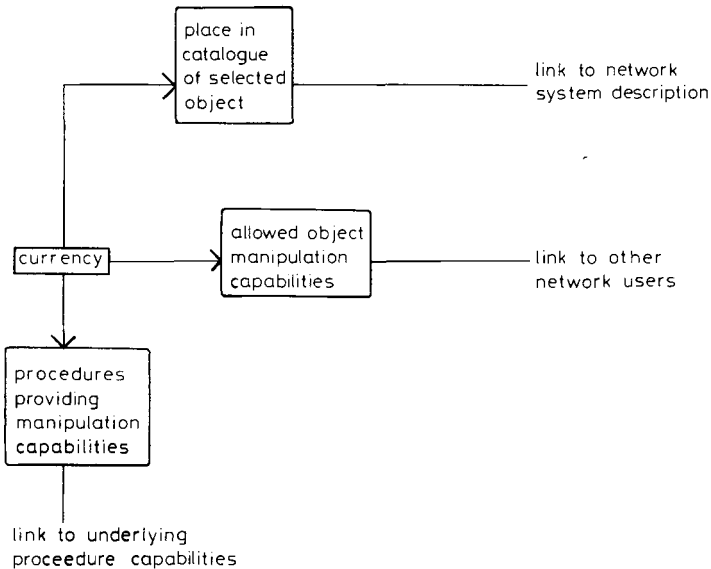 place in
catalogue
of selected
object
link to network
system description
currency
allowed object
manipulation
capabilities
link to other
network users
procedures
providing
manipulation
capabilities
link to underlying
proceedure capabilities